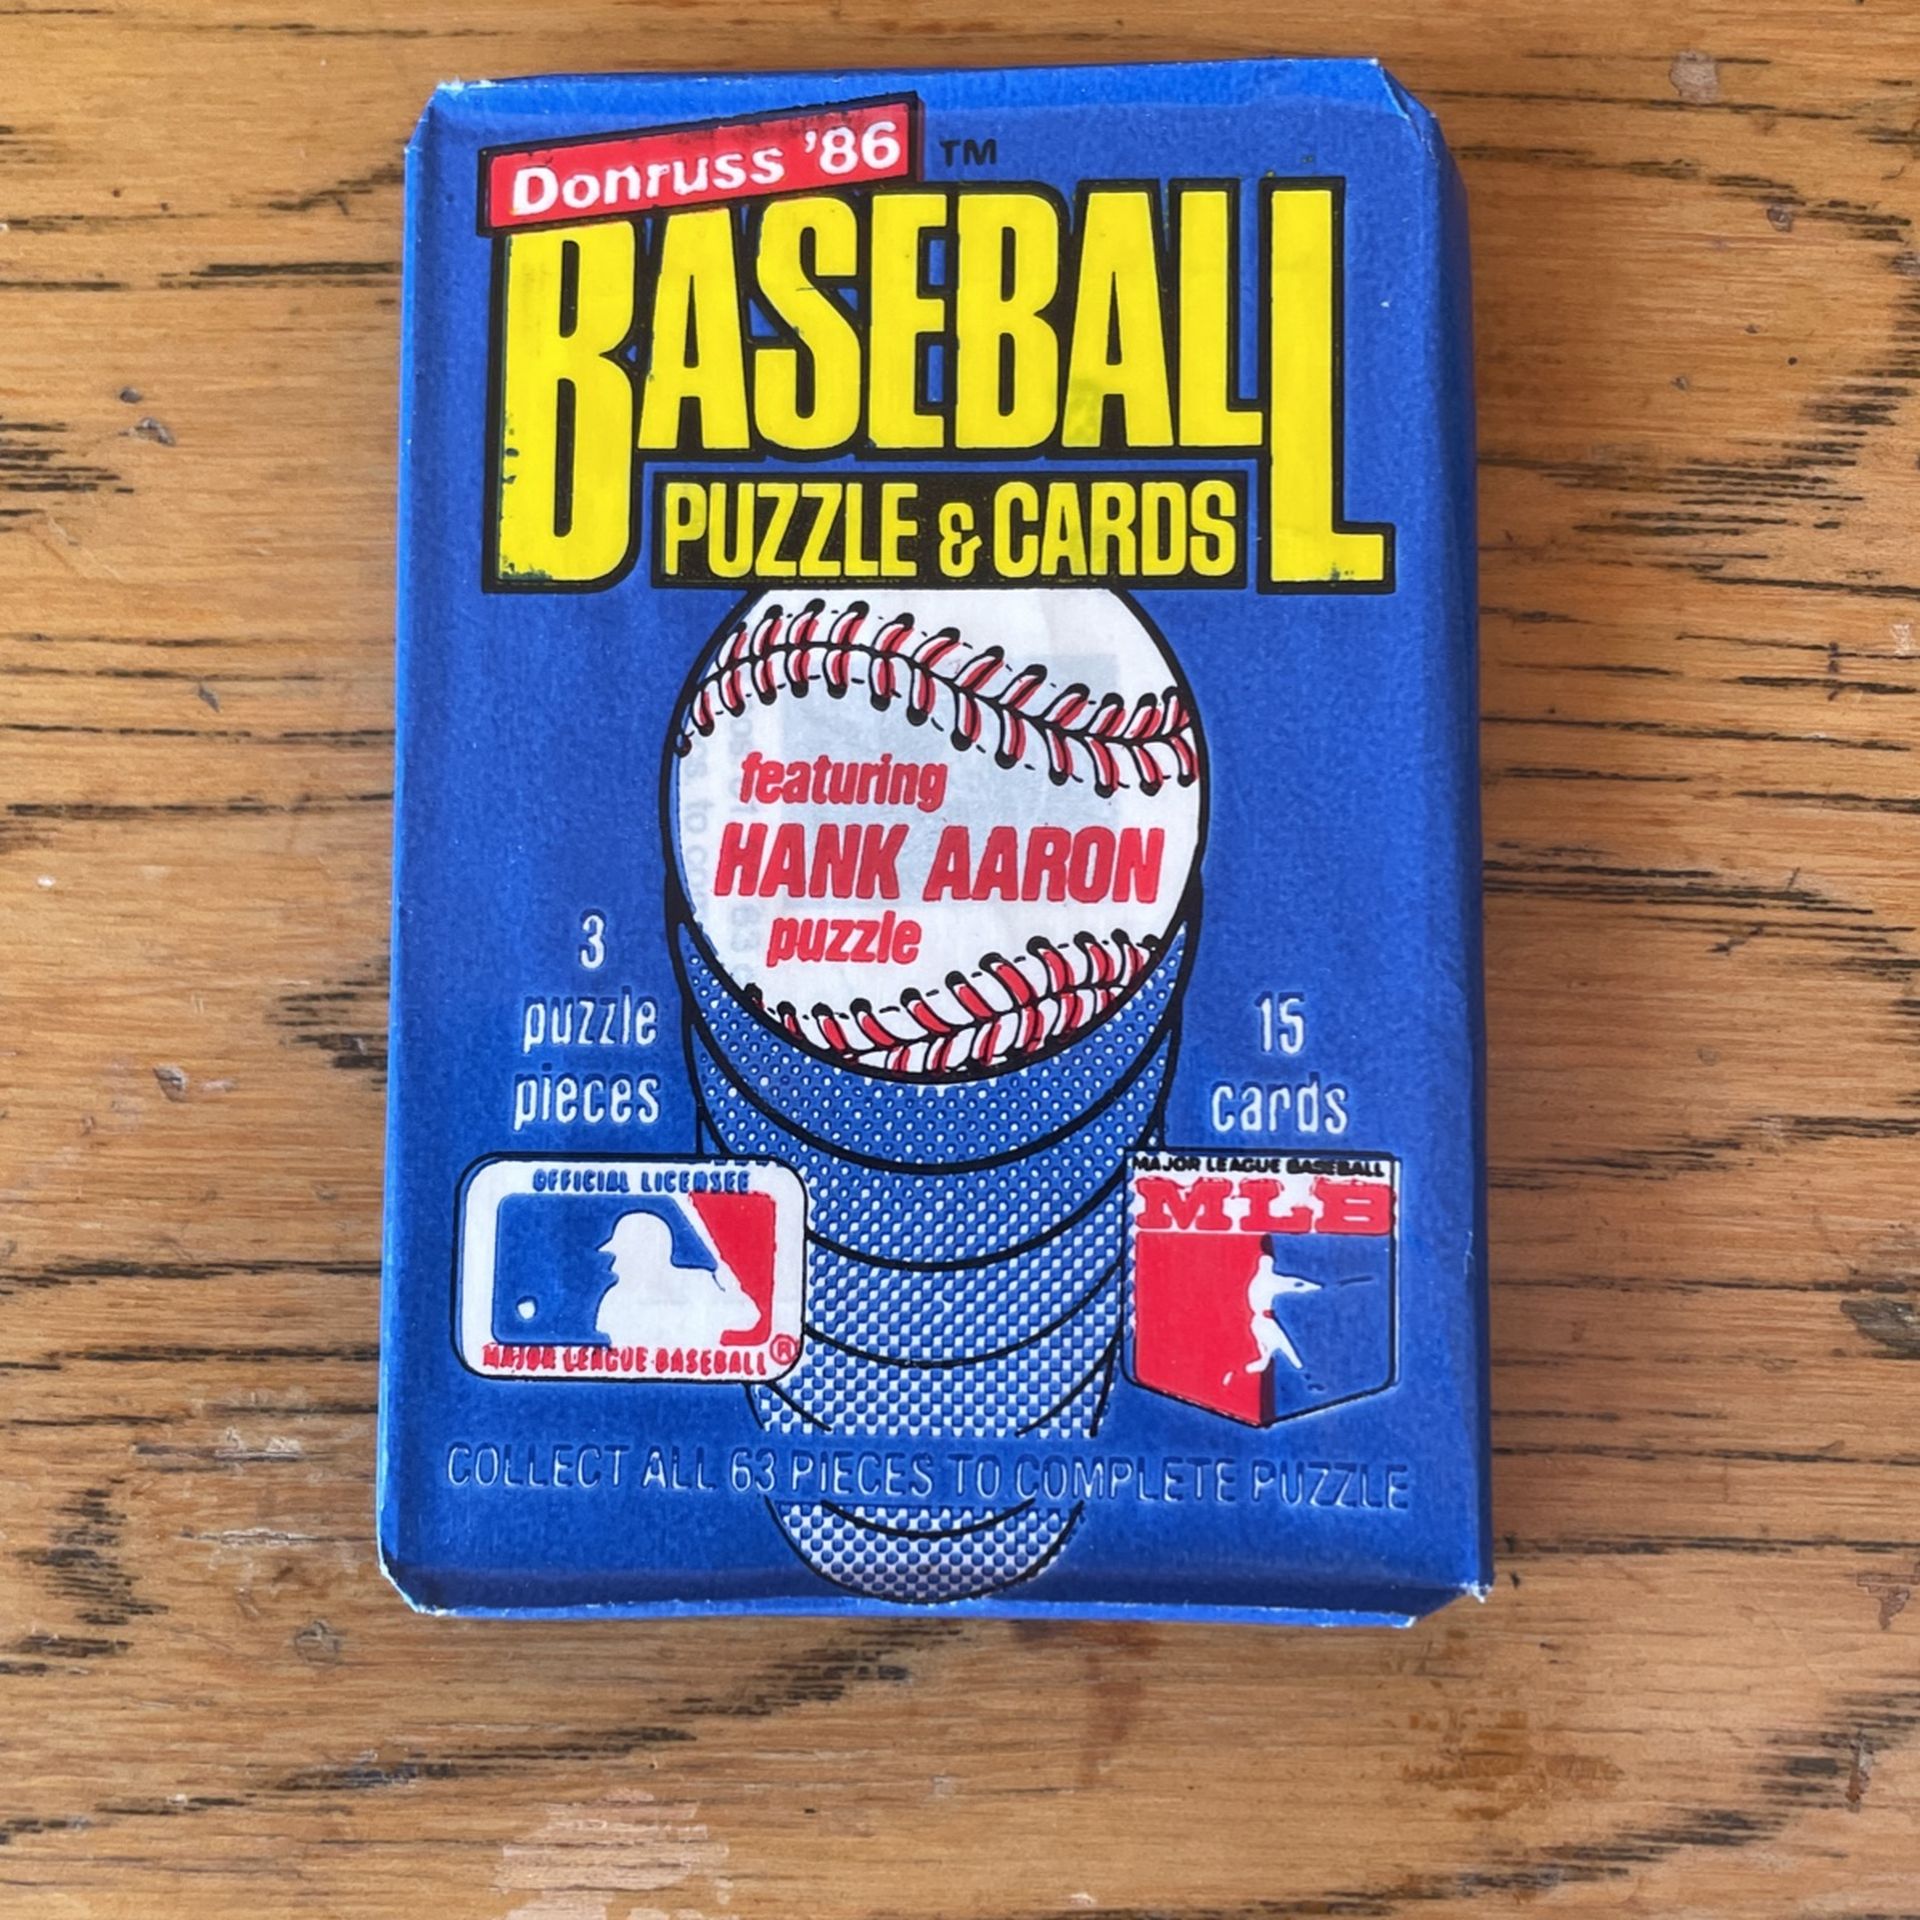 Donruss '86 TM
BASEBALL
PUZZLE & CARDS
featuring
HANK AARON
puzzle
3
puzzle
pieces
15
cards
OFFICIAL LICENSEE
MAJOR LEAGUE BASEBALL ®
MAJOR LEAGUE BASEBALL
MLB
COLLECT ALL 63 PIECES TO COMPLETE PUZZLE